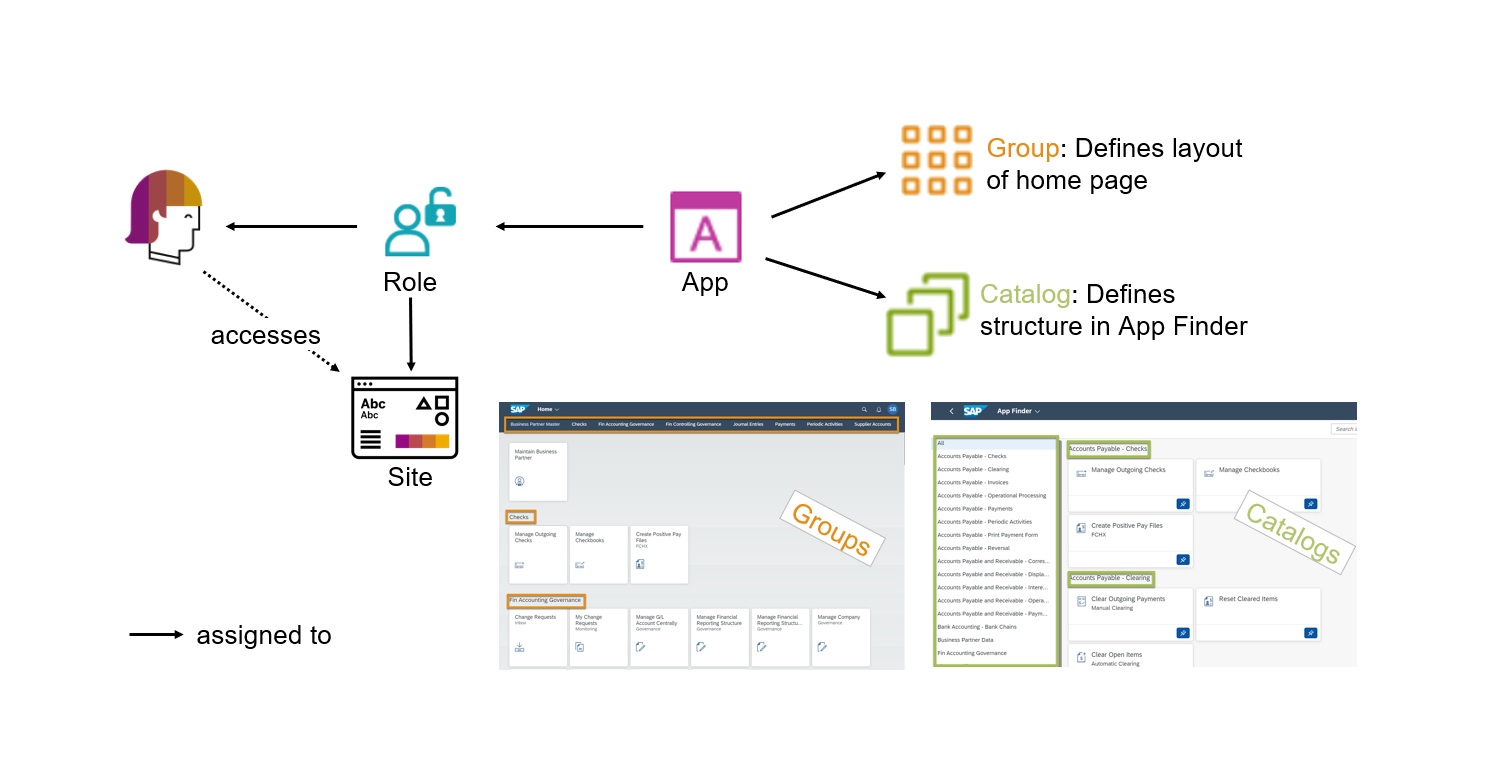 Group: Defines layout
of home page
A
Role
App
Catalog: Defines
structure in App Finder
accesses
Abc
Abc
Site
assigned to
SAP Home
SB
Business Partner Master Checks Fin Accounting Governance Fin Controlling Governance Journal Entries Payments Periodic Activities Supplier Accounts
Maintain Business
Partner
Groups
Checks
Manage Outgoing
Checks
Manage
Checkbooks
Create Positive Pay
Files
FCHX
Fin Accounting Governance
Change Requests
Inbox
My Change
Requests
Monitoring
Manage G/L
Account Centrally
Governance
Manage Financial
Reporting Structure
Governance
Manage Financial
Reporting Structu...
Governance
Manage Company
Governance
SAP App Finder
Search
All
Accounts Payable - Checks
Accounts Payable - Clearing
Accounts Payable - Invoices
Accounts Payable - Operational Processing
Accounts Payable - Payments
Accounts Payable - Periodic Activities
Accounts Payable - Print Payment Form
Accounts Payable - Reversal
Accounts Payable and Receivable - Corres...
Accounts Payable and Receivable - Displa...
Accounts Payable and Receivable - Intere...
Accounts Payable and Receivable - Opera...
Accounts Payable and Receivable - Paym...
Bank Accounting - Bank Chains
Business Partner Data
Fin Accounting Governance
Accounts Payable - Checks
Manage Outgoing Checks
Manage Checkbooks
Create Positive Pay Files
FCHX
Catalogs
Accounts Payable - Clearing
Clear Outgoing Payments
Manual Clearing
Reset Cleared Items
Clear Open Items
Automatic Clearing